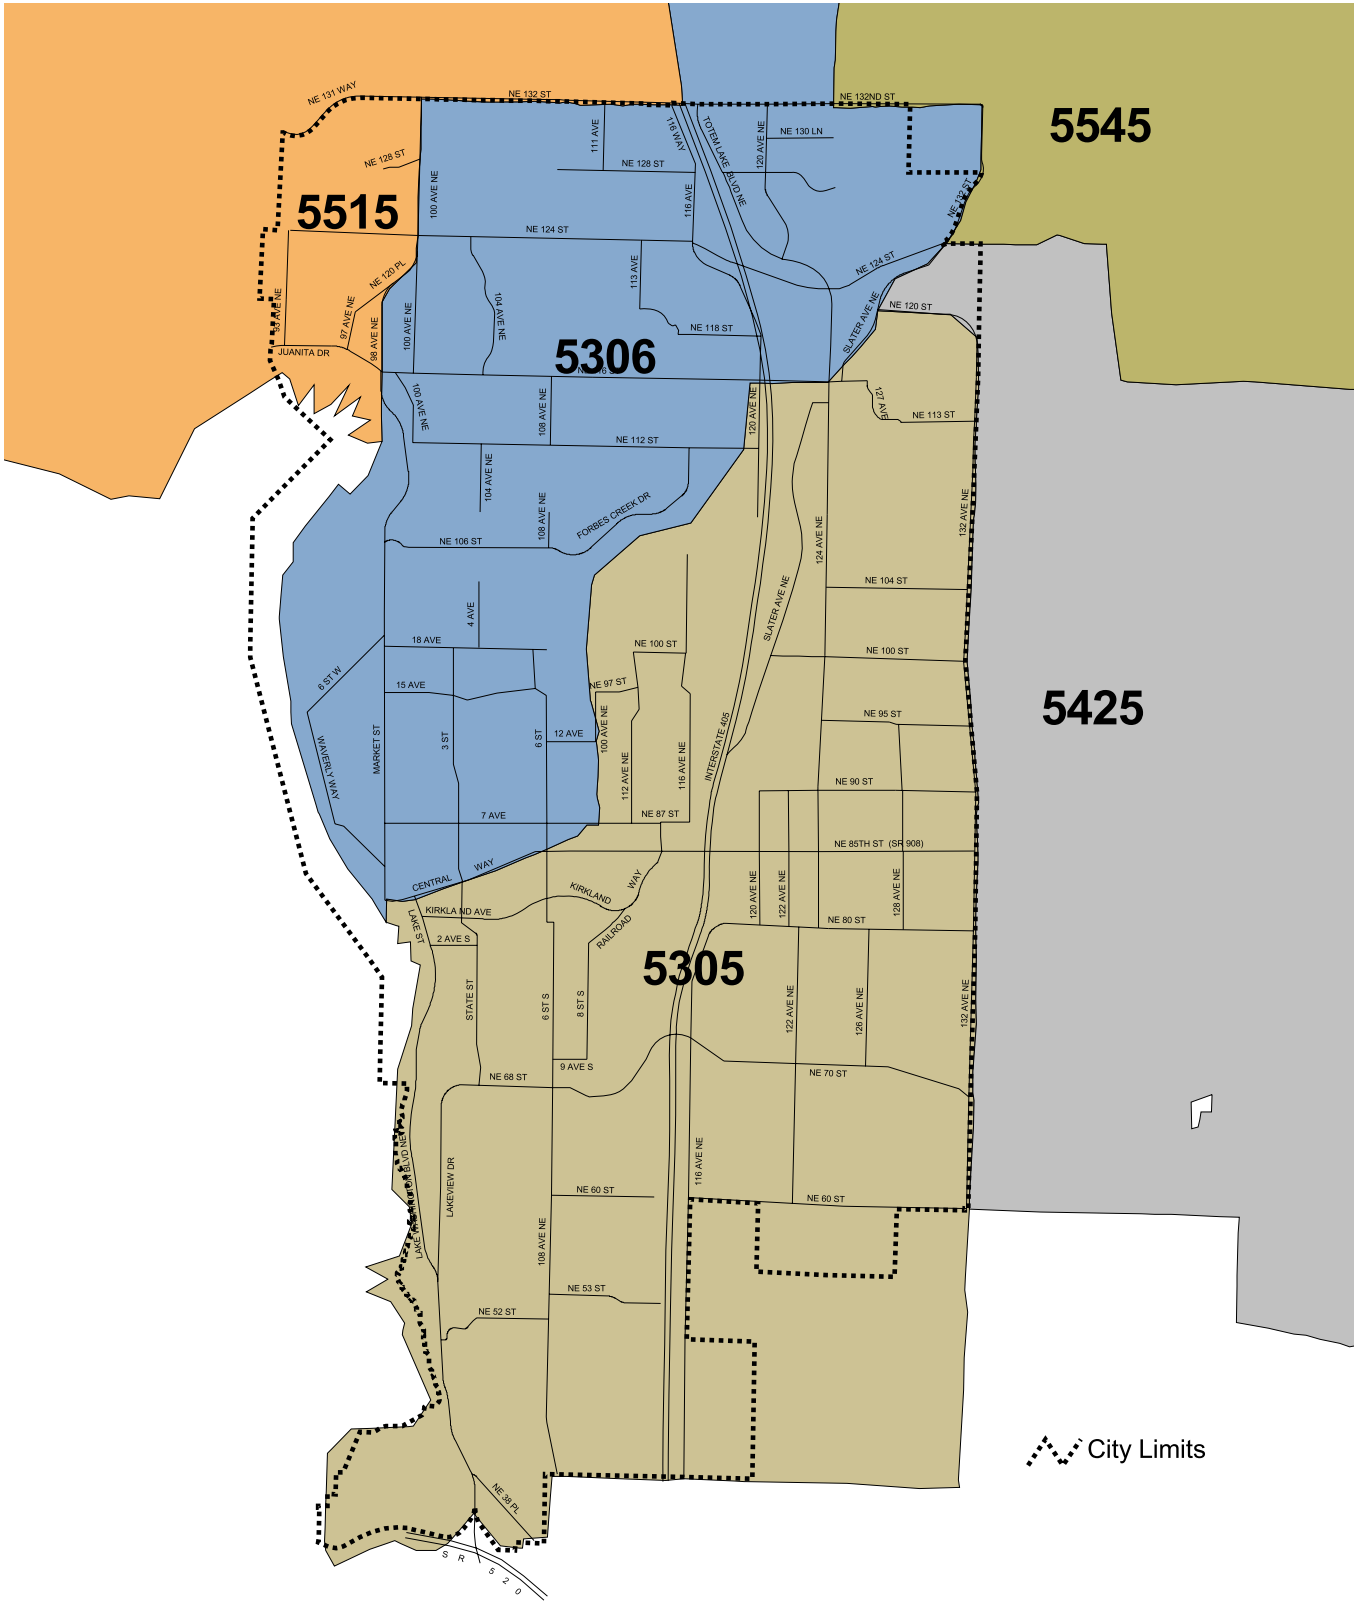 NE 131 WAY
NE 132 ST
NE 132ND ST
5545
111 AVE
116 WAY
TOTEM LAKE BLVD NE
120 AVE NE
NE 130 LN
NE 128 ST
NE 128 ST
100 AVE NE
116 AVE
NE 132 ST
5515
NE 124 ST
NE 124 ST
NE 120 PL
113 AVE
93 AVE NE
97 AVE NE
98 AVE NE
100 AVE NE
104 AVE NE
NE 118 ST
SLATER AVE NE
NE 120 ST
JUANITA DR
5306
100 AVE NE
108 AVE NE
120 AVE NE
127 AVE
NE 113 ST
NE 112 ST
104 AVE NE
108 AVE NE
FORBES CREEK DR
132 AVE NE
124 AVE NE
NE 106 ST
NE 104 ST
4 AVE
SLATER AVE NE
18 AVE
NE 100 ST
NE 100 ST
6 ST W
15 AVE
NE 97 ST
5425
NE 95 ST
WAVERLY WAY
MARKET ST
3 ST
6 ST
12 AVE
100 AVE NE
112 AVE NE
116 AVE NE
INTERSTATE 405
NE 90 ST
7 AVE
NE 87 ST
NE 85TH ST (SR 908)
CENTRAL WAY
KIRKLAND WAY
120 AVE NE
122 AVE NE
128 AVE NE
KIRKLA ND AVE
LAKE ST
RAILROAD
NE 80 ST
2 AVE S
5305
STATE ST
6 ST S
8 ST S
122 AVE NE
126 AVE NE
132 AVE NE
9 AVE S
NE 68 ST
NE 70 ST
LAKE WASHINGTON BLVD NE
LAKEVIEW DR
116 AVE NE
NE 60 ST
NE 60 ST
108 AVE NE
NE 53 ST
NE 52 ST
City Limits
NE 38 PL
S R 5 2 0